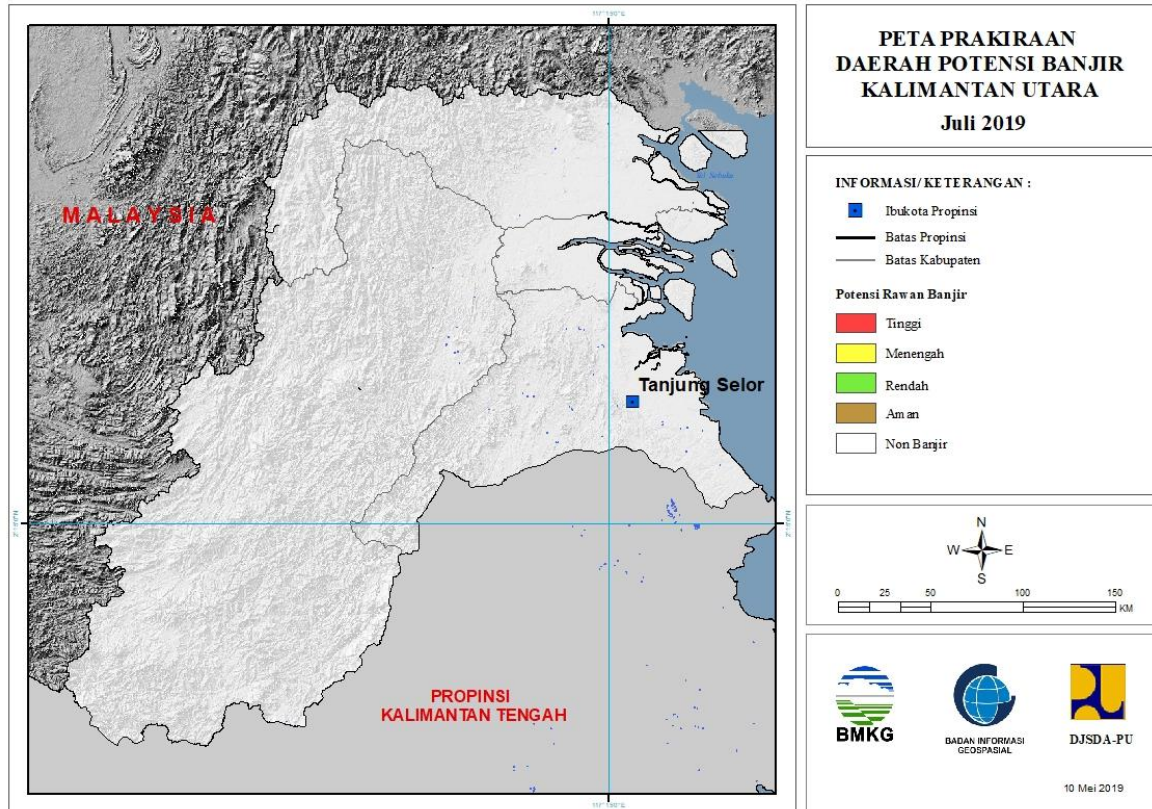 PETA PRAKIRAAN
DAERAH POTENSI BANJIR
KALIMANTAN UTARA
Juli 2019
INFORMASI/ KETERANGAN :
Ibukota Propinsi
Batas Propinsi
Batas Kabupaten
Potensi Rawan Banjir
Tinggi
Menengah
Rendah
Aman
Non Banjir
N
W E
S
0 25 50 100 150
KM
BMKG
BADAN INFORMASI
GEOSPASIAL
DJSDA-PU
10 Mei 2019
MALAYSIA
Tanjung Selor
PROPINSI
KALIMANTAN TENGAH